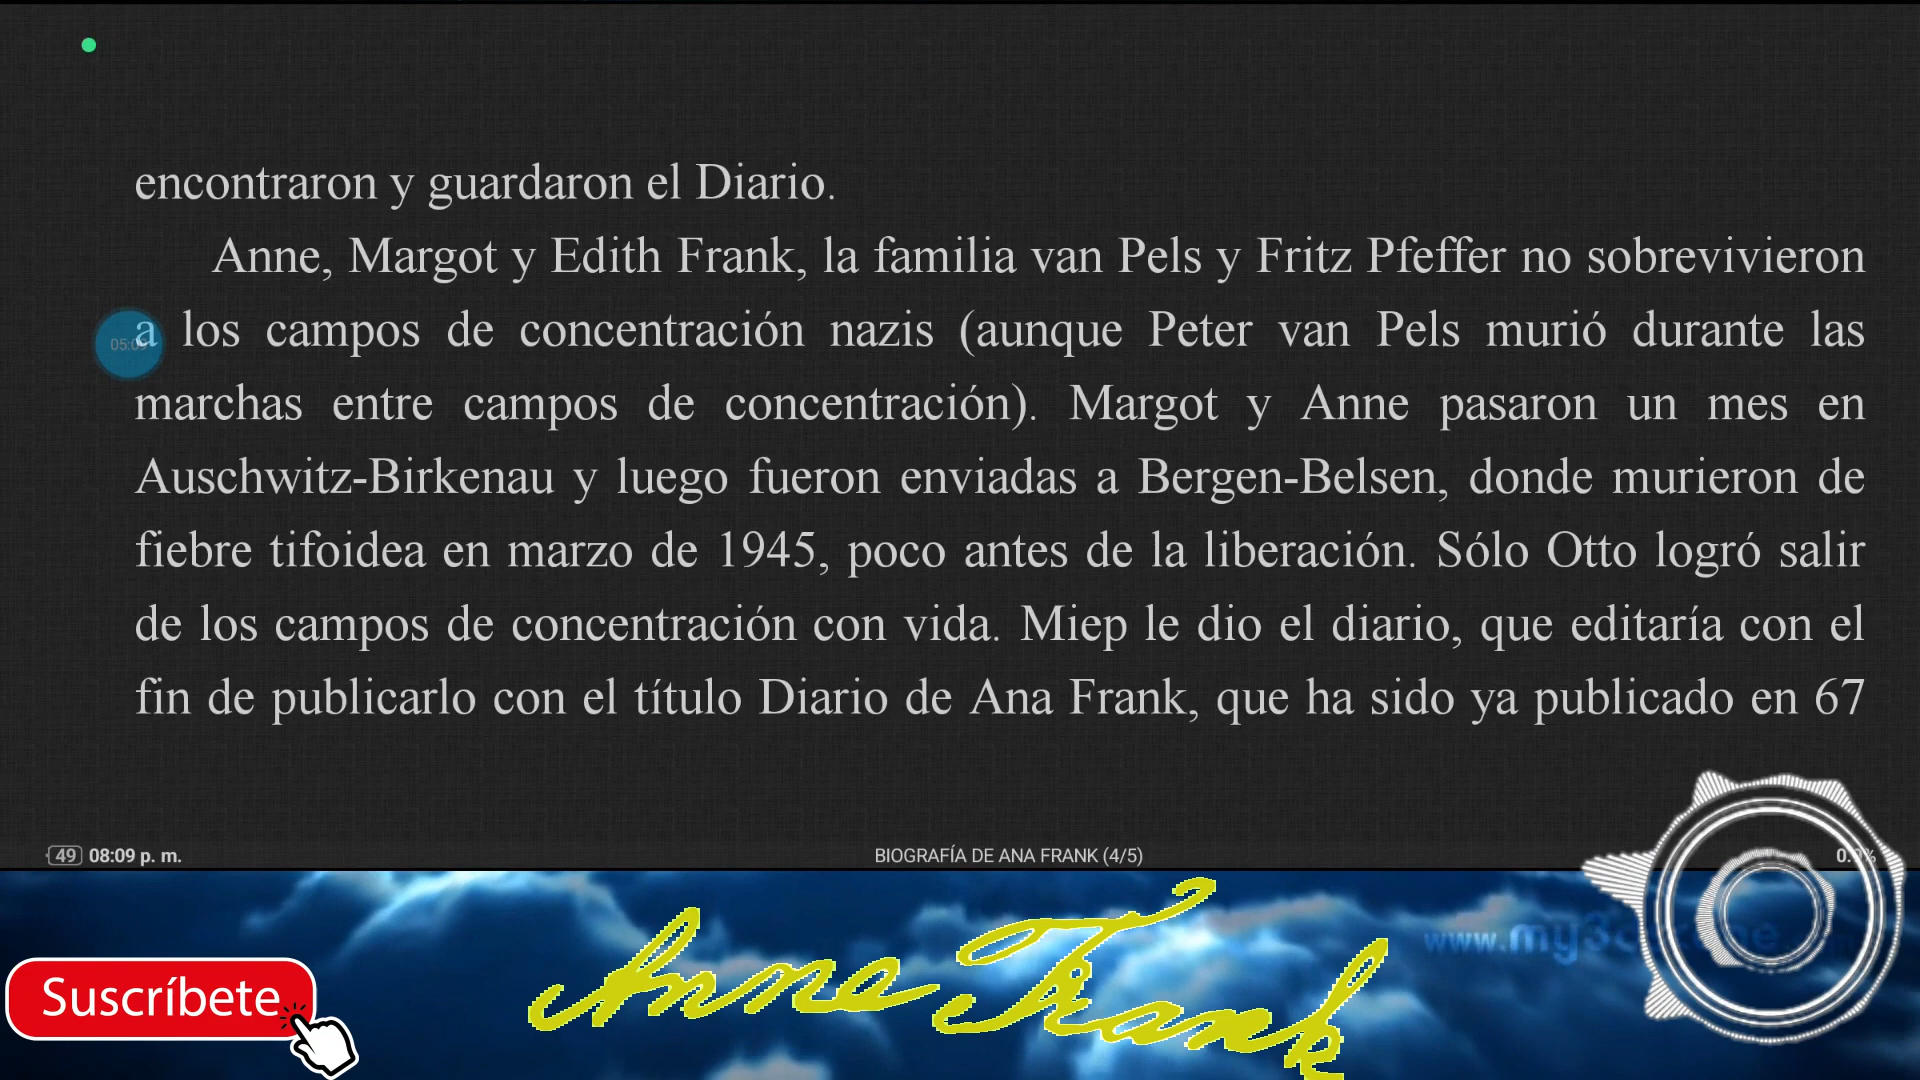 encontraron y guardaron el Diario.
Anne, Margot y Edith Frank, la familia van Pels y Fritz Pfeffer no sobrevivieron
a los campos de concentración nazis (aunque Peter van Pels murió durante las
marchas entre campos de concentración). Margot y Anne pasaron un mes en
Auschwitz-Birkenau y luego fueron enviadas a Bergen-Belsen, donde murieron de
fiebre tifoidea en marzo de 1945, poco antes de la liberación. Sólo Otto logró salir
de los campos de concentración con vida. Miep le dio el diario, que editaría con el
fin de publicarlo con el título Diario de Ana Frank, que ha sido ya publicado en 67
49 08:09 p. m.
BIOGRAFÍA DE ANA FRANK (4/5)
Suscríbete
Anne Frank